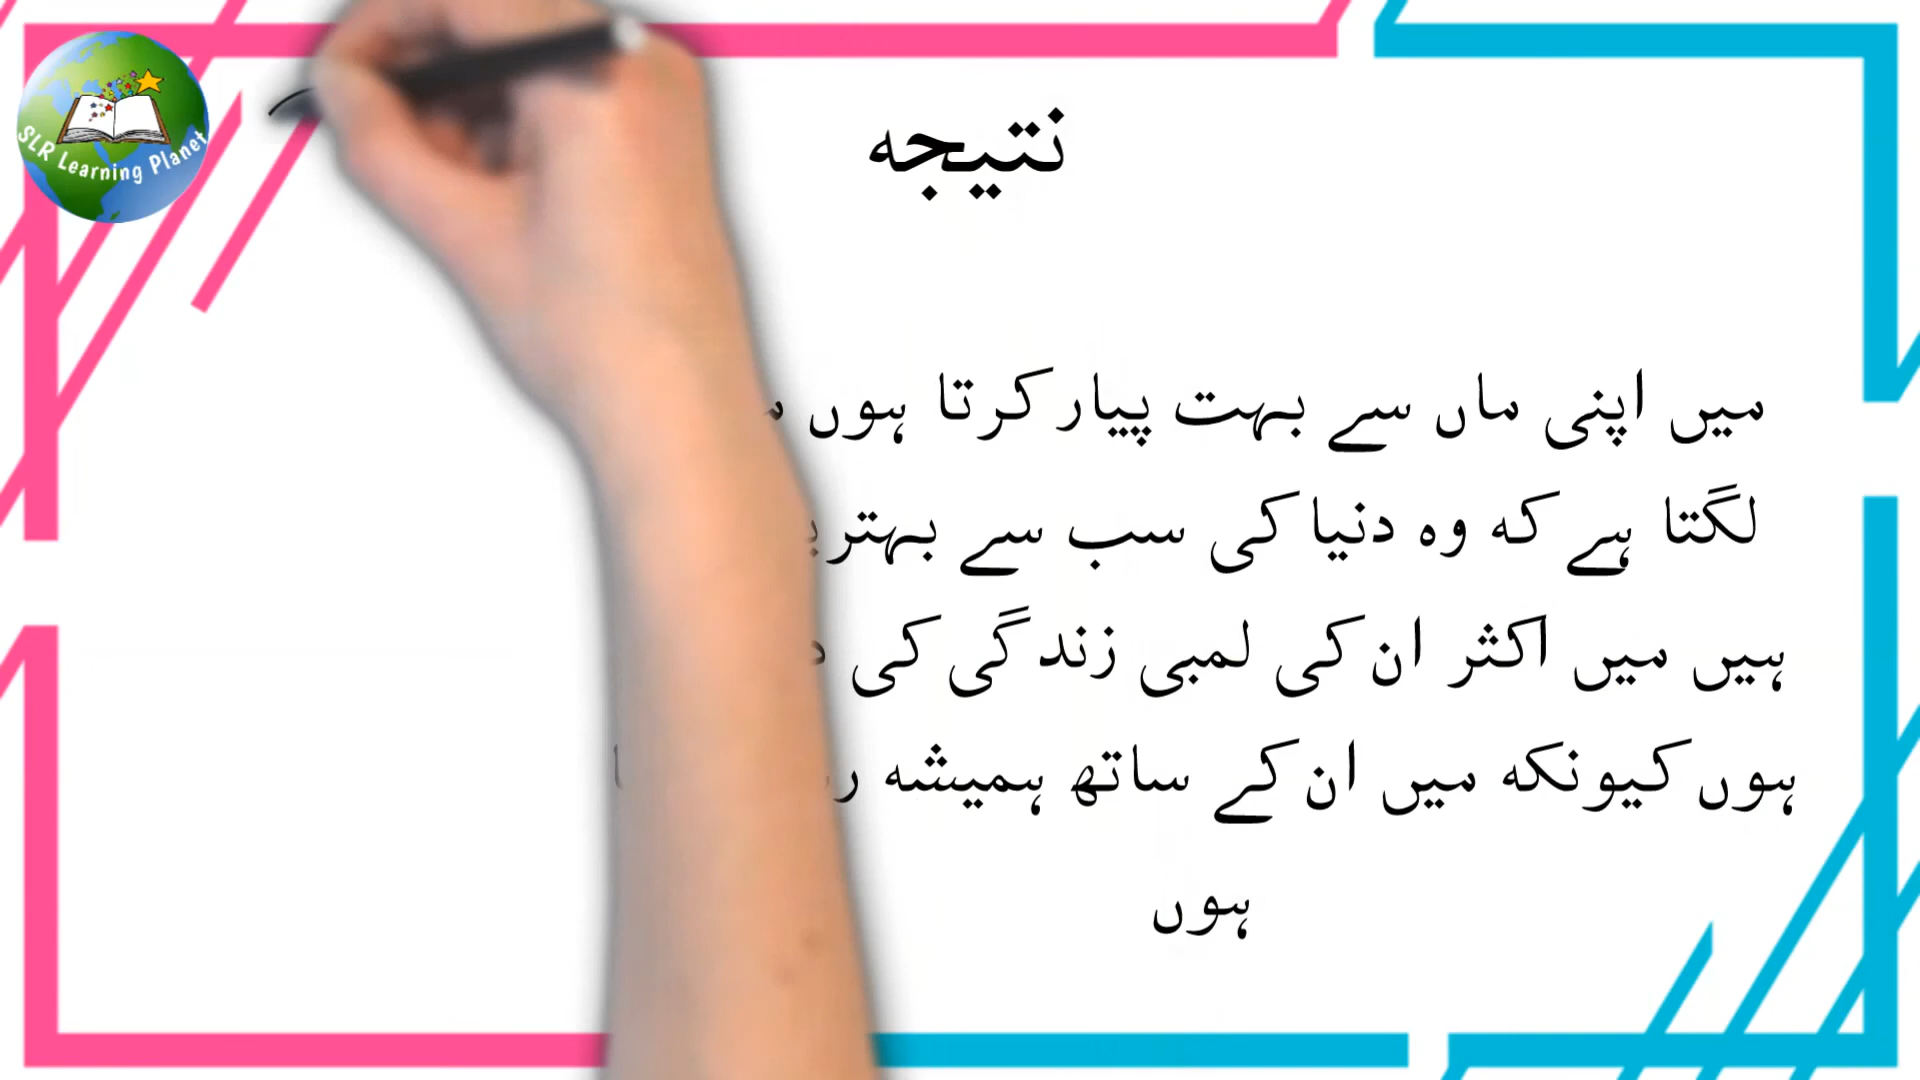 SLR Learning Planet
نتیجہ
میں اپنی ماں سے بہت پیار کرتا ہوں
لگتا ہے کہ وہ دنیا کی سب سے
ہیں میں اکثر ان کی لمبی زندگی کی
ہوں کیونکہ میں ان کے ساتھ ہمیشہ
ہوں